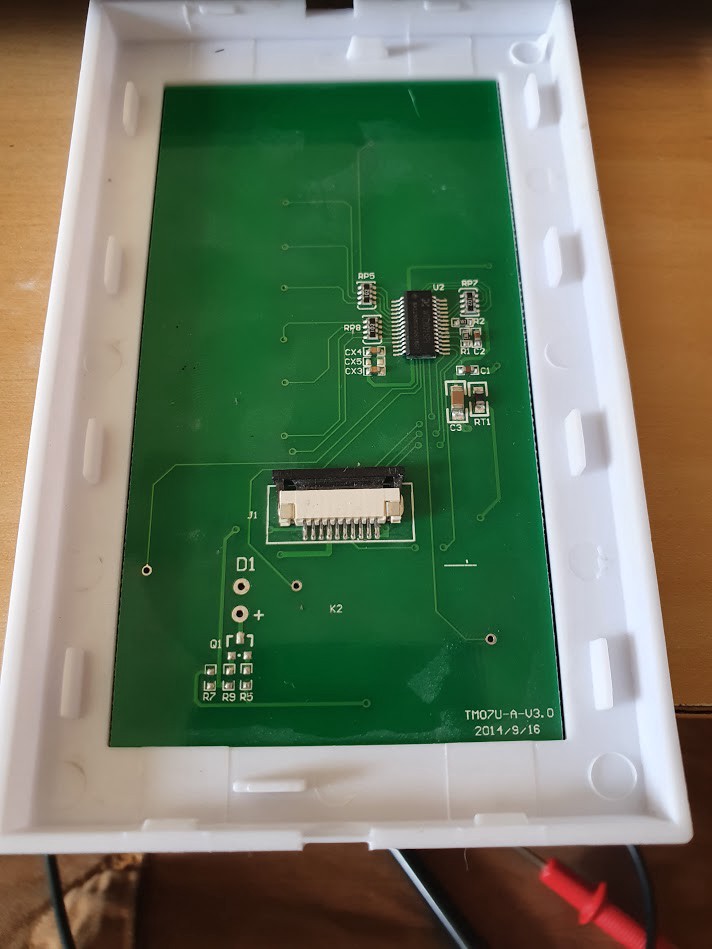 RP5
U2
RP7
RP8
R2
CX4
R1 C2
CX5
CX3
C1
C3
RT1
J1
D1
+
K2
Q1
R7 R9 R5
TM07U-A-V3.0
2014/9/16